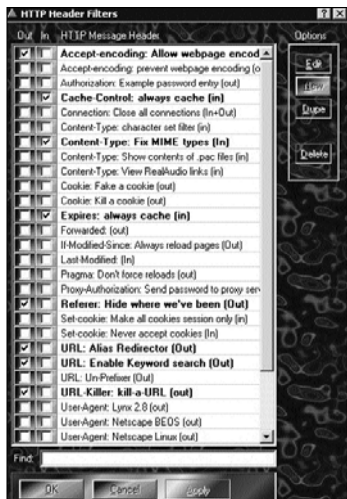 HTTP Header Filters
Out In HTTP Message Header
Options
Accept-encoding: Allow webpage encod
Accept-encoding: prevent webpage encoding (o
Authorization: Example password entry (out)
Cache-Control: always cache (in)
Connection: Close all connections (In+Out)
Content-Type: character set filter (in)
Content-Type: Fix MIME types (In)
Content-Type: Show contents of .pac files (in)
Content-Type: View RealAudio links (in)
Cookie: Fake a cookie (out)
Cookie: Kill a cookie (out)
Expires: always cache (in)
Forwarded: (out)
If-Modified-Since: Always reload pages (Out)
Last-Modified: (In)
Pragma: Don't force reloads (out)
Proxy-Authorization: Send password to proxy serv
Referer: Hide where we've been (Out)
Set-cookie: Make all cookies session only (in)
Set-cookie: Never accept cookies (In)
URL: Alias Redirector (Out)
URL: Enable Keyword search (Out)
URL: Un-Prefixer (Out)
URL-Killer: kill-a-URL (out)
User-Agent: Lynx 2.8 (out)
User-Agent: Netscape BEOS (out)
User-Agent: Netscape Linux (out)
Edit
New
Dupe
Delete
Find:
OK Cancel Apply